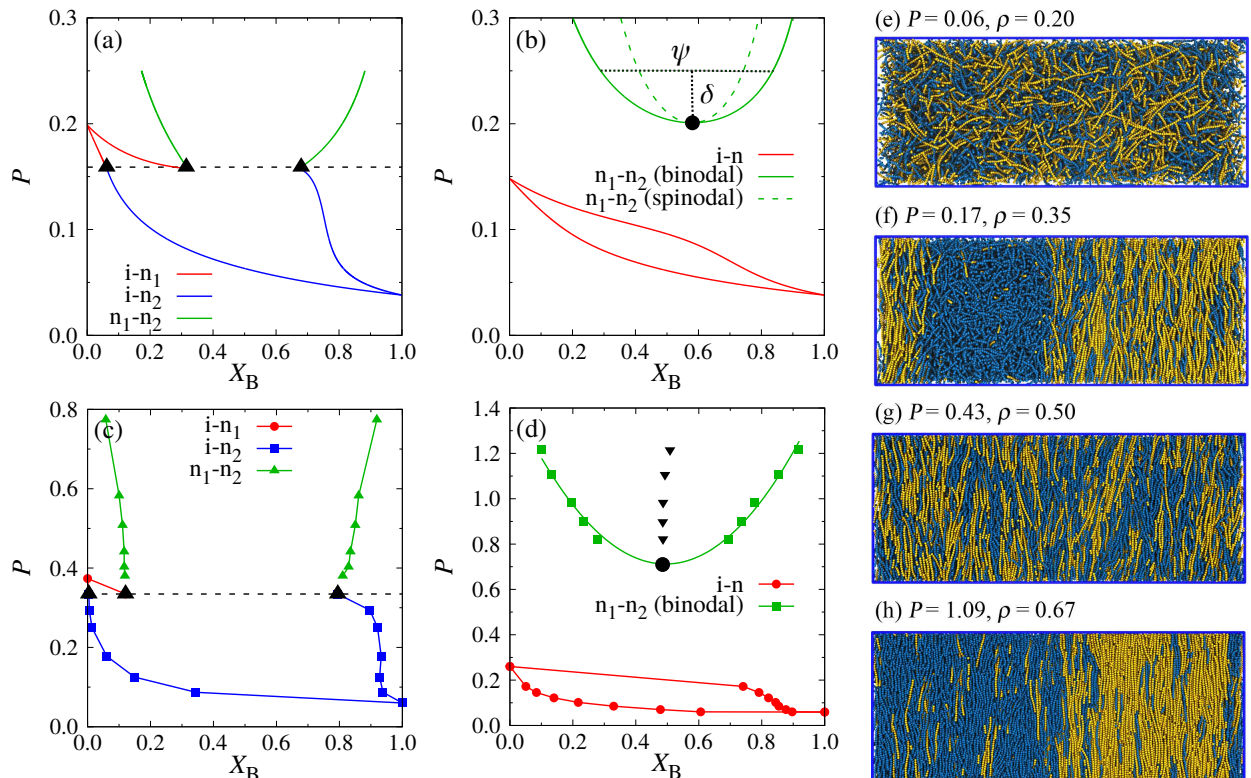 (a)
0.3
0.2
0.1
0.0
P
0.0 0.2 0.4 0.6 0.8 1.0
X_B
i-n₁
i-n₂
n₁-n₂
(b)
0.3
0.2
0.1
0.0
P
ψ
δ
i-n
n₁-n₂ (binodal)
n₁-n₂ (spinodal)
0.0 0.2 0.4 0.6 0.8 1.0
X_B
(c)
0.8
0.6
0.4
0.2
0.0
P
i-n₁
i-n₂
n₁-n₂
0.0 0.2 0.4 0.6 0.8 1.0
X_B
(d)
1.4
1.2
1.0
0.8
0.6
0.4
0.2
0.0
P
i-n
n₁-n₂ (binodal)
0.0 0.2 0.4 0.6 0.8 1.0
X_B
(e) P = 0.06, ρ = 0.20
(f) P = 0.17, ρ = 0.35
(g) P = 0.43, ρ = 0.50
(h) P = 1.09, ρ = 0.67